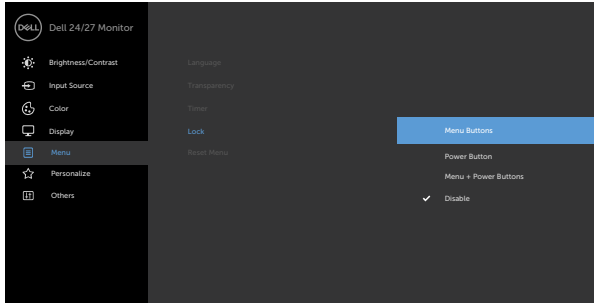 DELL
Dell 24/27 Monitor
Brightness/Contrast
Input Source
Color
Display
Menu
Personalize
Others
Language
Transparency
Timer
Lock
Reset Menu
Menu Buttons
Power Button
Menu + Power Buttons
Disable